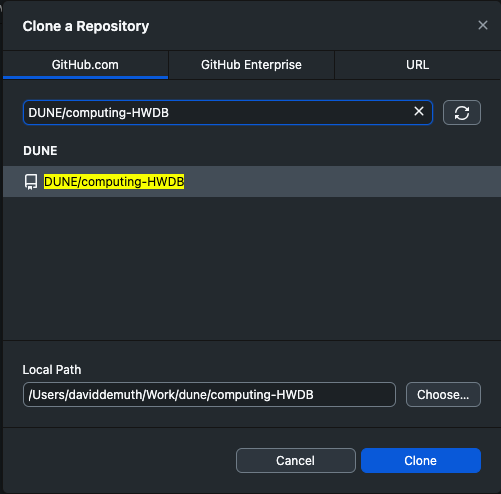 Clone a Repository
GitHub.com
GitHub Enterprise
URL
DUNE/computing-HWDB
DUNE
DUNE/computing-HWDB
Local Path
/Users/daviddemuth/Work/dune/computing-HWDB
Choose...
Cancel
Clone